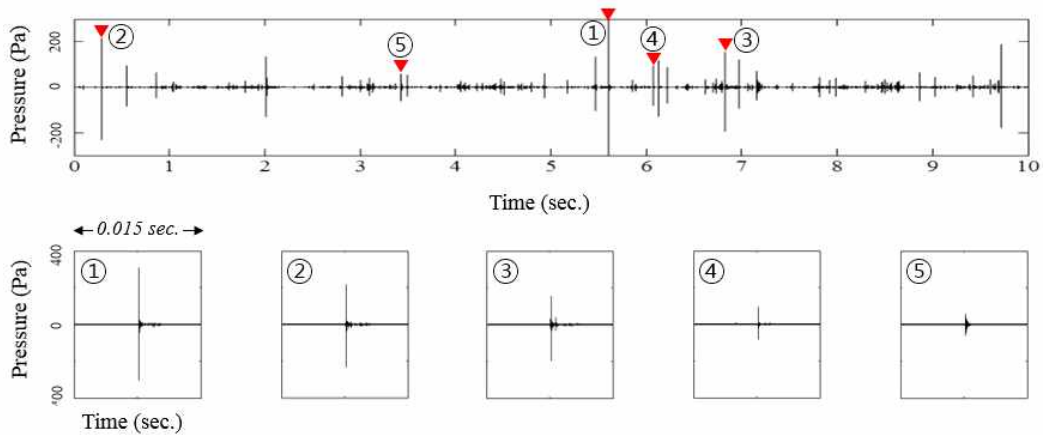 Pressure (Pa)
200
0
-200
② ⑤ ① ④ ③
0 1 2 3 4 5 6 7 8 9 10
Time (sec.)
0.015 sec.
Pressure (Pa)
400
0
400
① ② ③ ④ ⑤
Time (sec.)